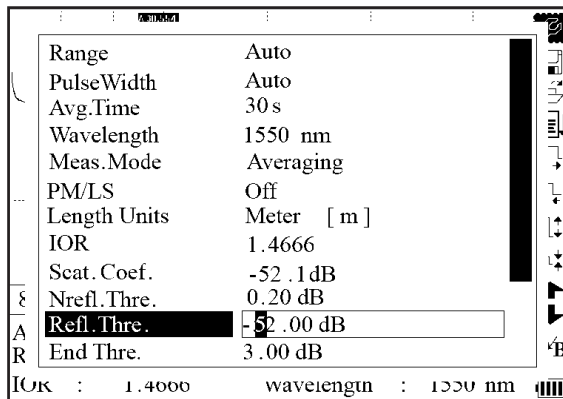 Range Auto
PulseWidth Auto
Avg.Time 30 s
Wavelength 1550 nm
Meas.Mode Averaging
PM/LS Off
Length Units Meter [ m ]
IOR 1.4666
Scat. Coef. -52 .1dB
Nrefl.Thre. 0.20 dB
Refl.Thre. -52 .00 dB
End Thre. 3.00 dB
A
R
B
IOR : 1.4666 Wavelength : 1550 nm